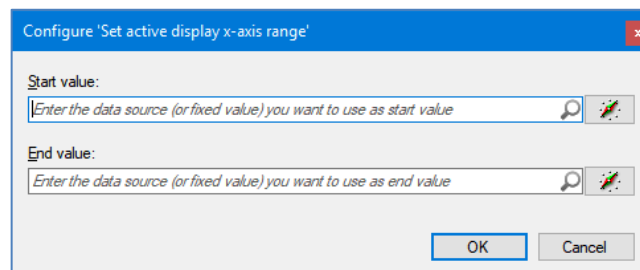 Configure 'Set active display x-axis range'
Start value:
Enter the data source (or fixed value) you want to use as start value
End value:
Enter the data source (or fixed value) you want to use as end value
OK Cancel